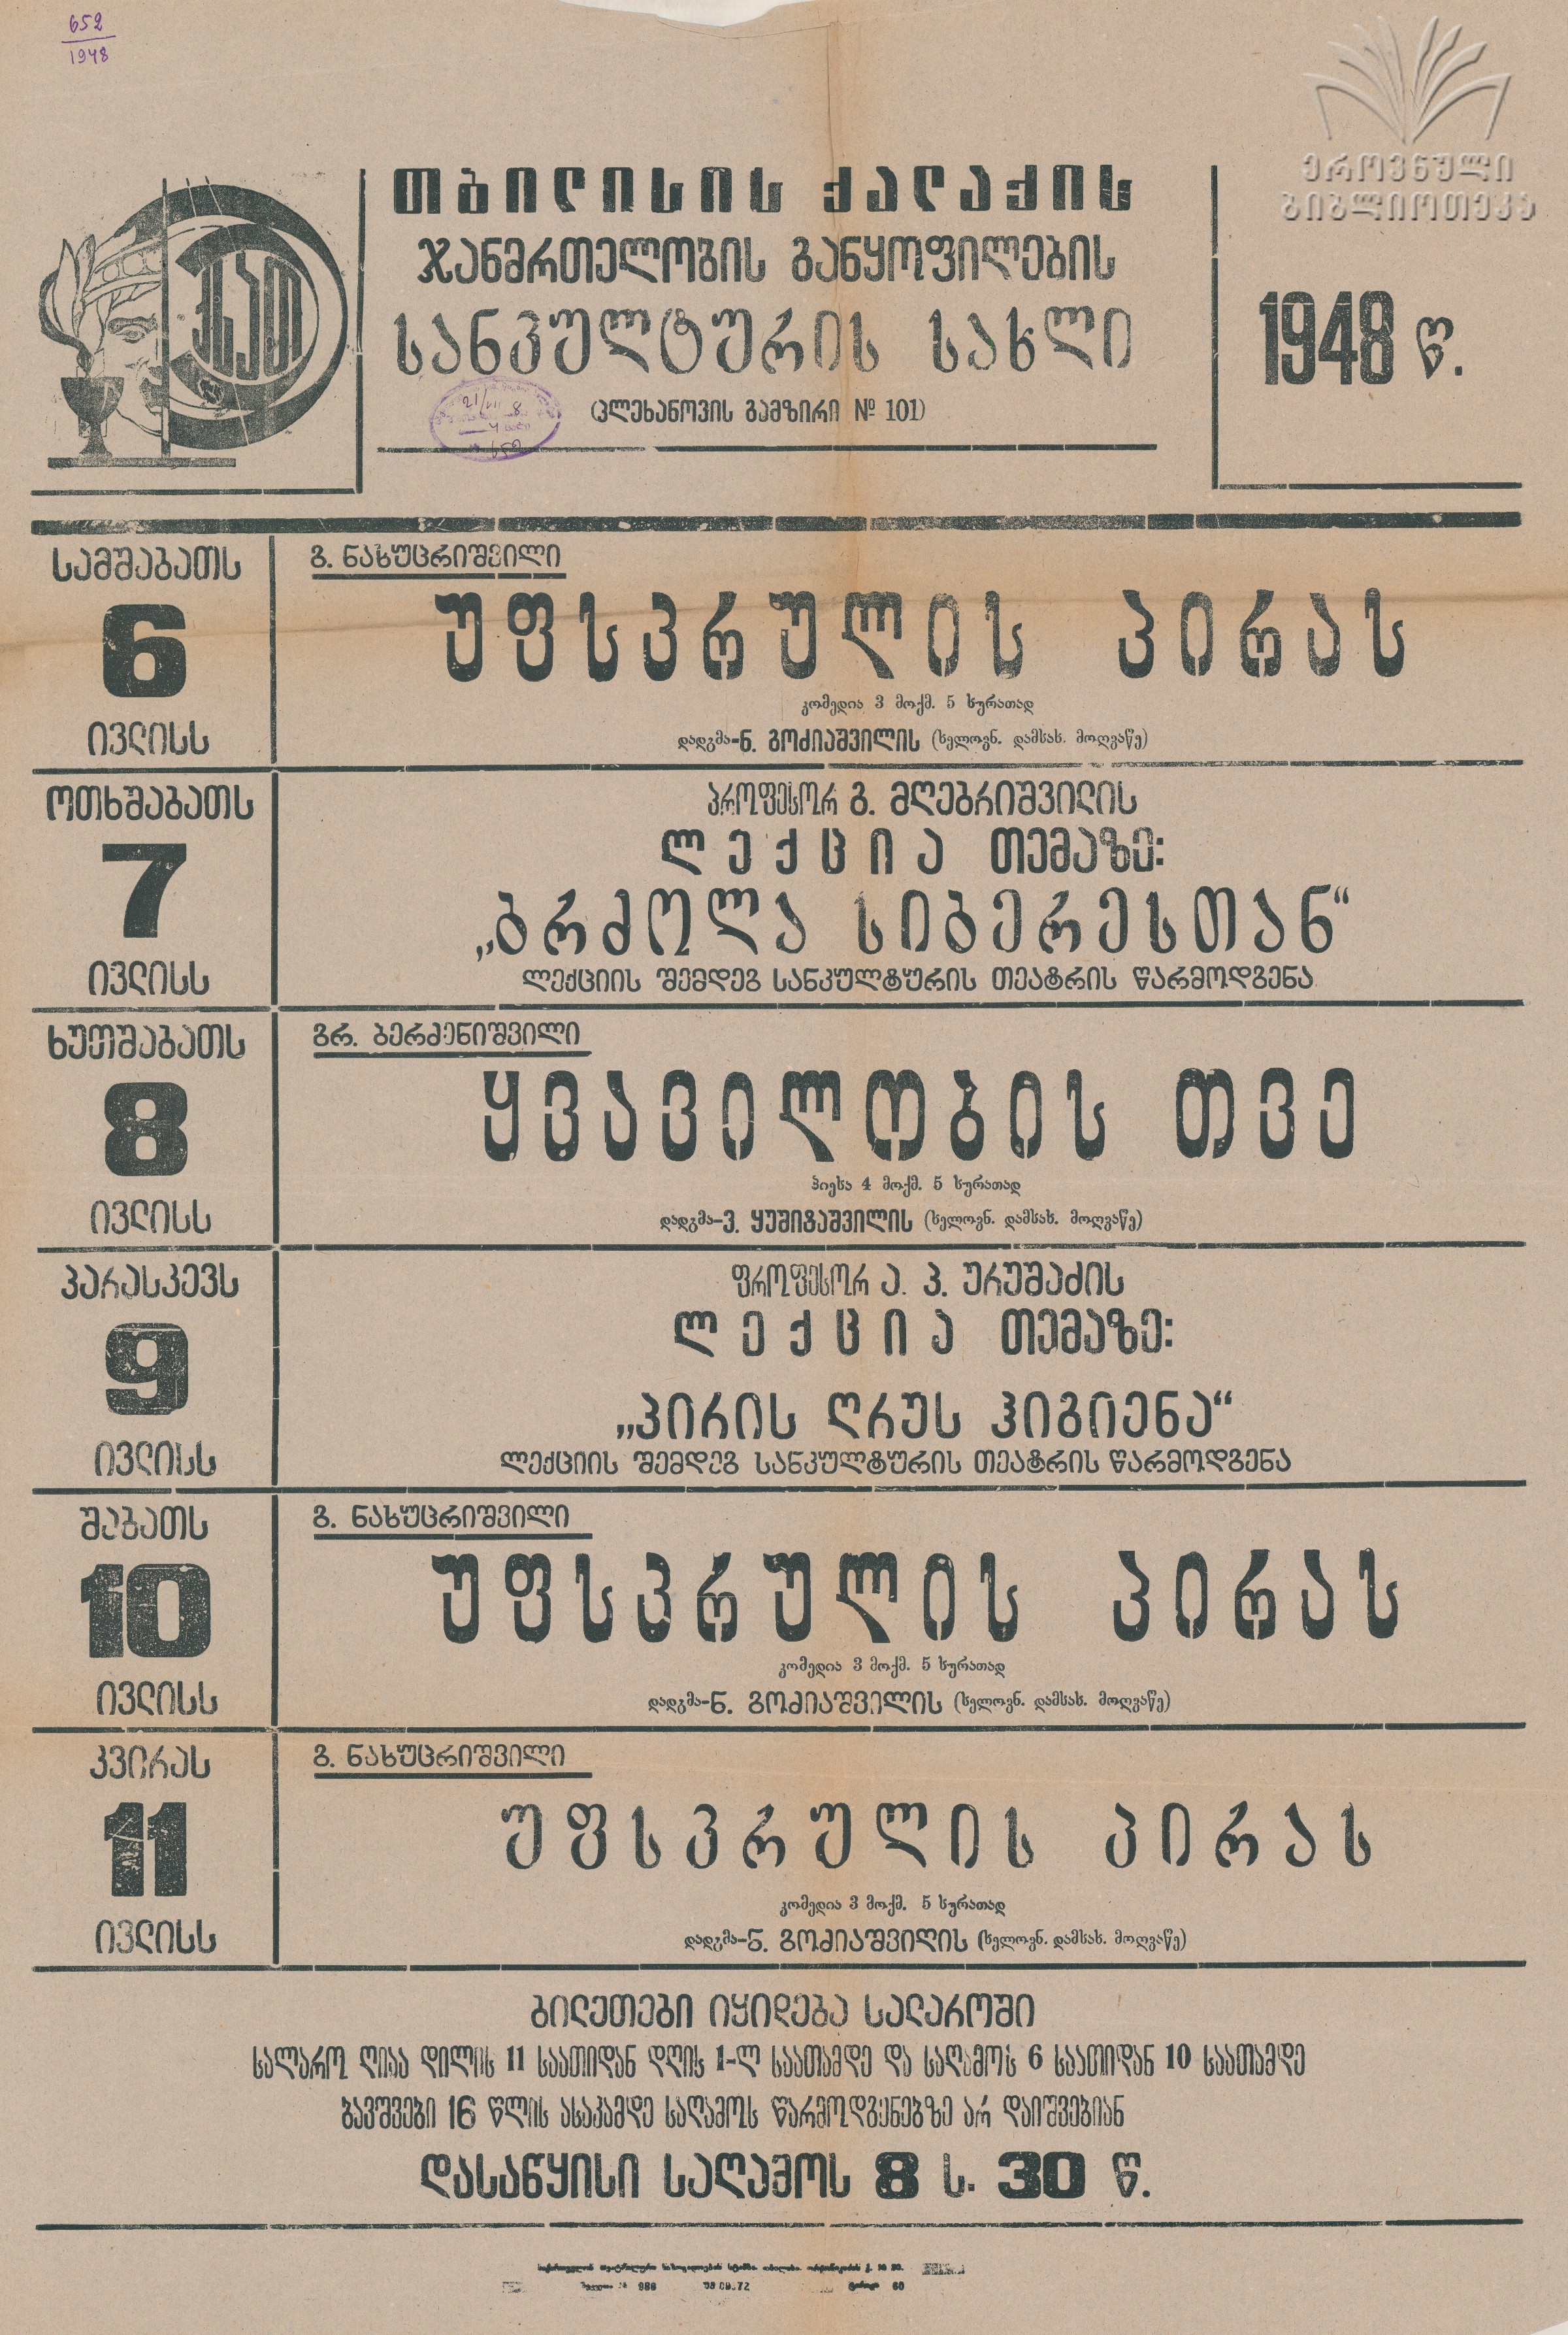 652
1948
ეროვნული
ბიბლიოთეკა
თბილისის ქალაქის
ჯანმრთელობის განყოფილების
სანკულტურის სახლი
(პლეხანოვის გამზირი № 101)
1948 წ.
სამშაბათს
6
ივლისს
გ. ნახუცრიშვილი
უფსკრულის პირას
კომედია 3 მოქმ. 5 სურათად
დადგმა-ნ. გოძიაშვილის (ხელოვნ. დამსახ. მოღვაწე)
ოთხშაბათს
7
ივლისს
პროფესორ გ. მღებრიშვილის
ლექცია თემაზე:
„ბრძოლა სიბერესთან“
ლექციის შემდეგ სანკულტურის თეატრის წარმოდგენა
ხუთშაბათს
8
ივლისს
გრ. ბერძენიშვილი
ყვავილობის თვე
პიესა 4 მოქმ. 5 სურათად
დადგმა-ვ. ყუშიტაშვილის (ხელოვნ. დამსახ. მოღვაწე)
პარასკევს
9
ივლისს
პროფესორ ა. პ. ურუშაძის
ლექცია თემაზე:
„პირის ღრუს ჰიგიენა“
ლექციის შემდეგ სანკულტურის თეატრის წარმოდგენა
შაბათს
10
ივლისს
გ. ნახუცრიშვილი
უფსკრულის პირას
კომედია 3 მოქმ. 5 სურათად
დადგმა-ნ. გოძიაშვილის (ხელოვნ. დამსახ. მოღვაწე)
კვირას
11
ივლისს
გ. ნახუცრიშვილი
უფსკრულის პირას
კომედია 3 მოქმ. 5 სურათად
დადგმა-ნ. გოძიაშვილის (ხელოვნ. დამსახ. მოღვაწე)
ბილეთები იყიდება სალაროში
სალარო ღიაა დილის 11 საათიდან დღის 1-ლ საათამდე და საღამოს 6 საათიდან 10 საათამდე
ბავშვები 16 წლის ასაკამდე საღამოს წარმოდგენებზე არ დაიშვებიან
დასაწყისი საღამოს 8 ს. 30 წ.